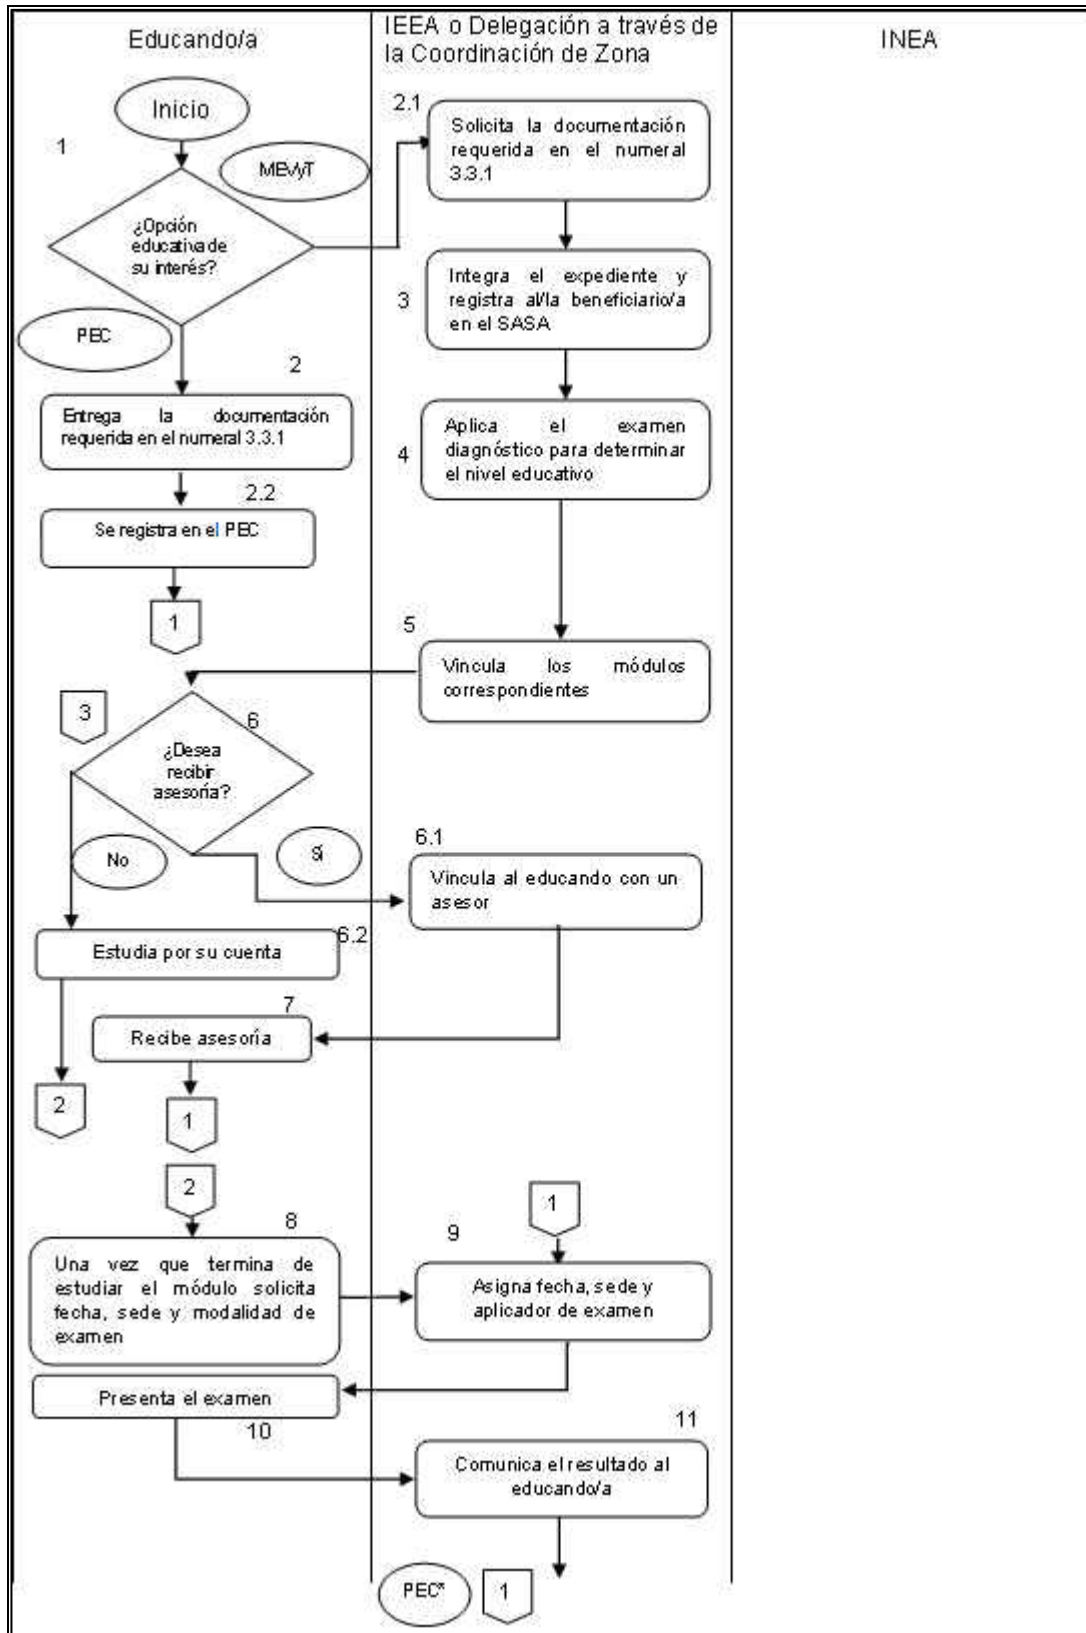 Educando/a
IEEA o Delegación a través de
la Coordinación de Zona
INEA
Inicio
1
MEVyT
¿Opción
educativa de
su interés?
PEC
2.1
Solicita la documentación
requerida en el numeral
3.3.1
3
Integra el expediente y
registra al/la beneficiario/a
en el SASA
2
Entrega la documentación
requerida en el numeral 3.3.1
4
Aplica el examen
diagnóstico para determinar
el nivel educativo
2.2
Se registra en el PEC
1
5
Vincula los módulos
correspondientes
3
6
¿Desea
recibir
asesoría?
No
Sí
6.1
Vincula al educando con un
asesor
6.2
Estudia por su cuenta
7
Recibe asesoría
2
1
2
1
8
Una vez que termina de
estudiar el módulo solicita
fecha, sede y modalidad de
examen
9
Asigna fecha, sede y
aplicador de examen
Presenta el examen
10
11
Comunica el resultado al
educando/a
PEC*
1